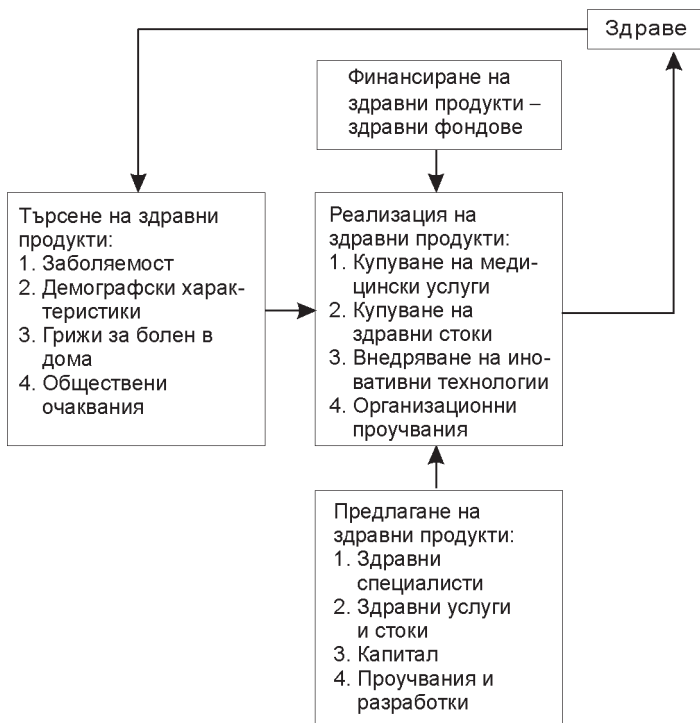 Здраве
Финансиране на
здравни продукти –
здравни фондове
Търсене на здравни
продукти:
1. Заболяемост
2. Демографски харак-
теристики
3. Грижи за болен в
дома
4. Обществени
очаквания
Реализация на
здравни продукти:
1. Купуване на меди-
цински услуги
2. Купуване на
здравни стоки
3. Внедряване на ино-
вативни технологии
4. Организационни
проучвания
Предлагане на
здравни продукти:
1. Здравни
специалисти
2. Здравни услуги
и стоки
3. Капитал
4. Проучвания и
разработки